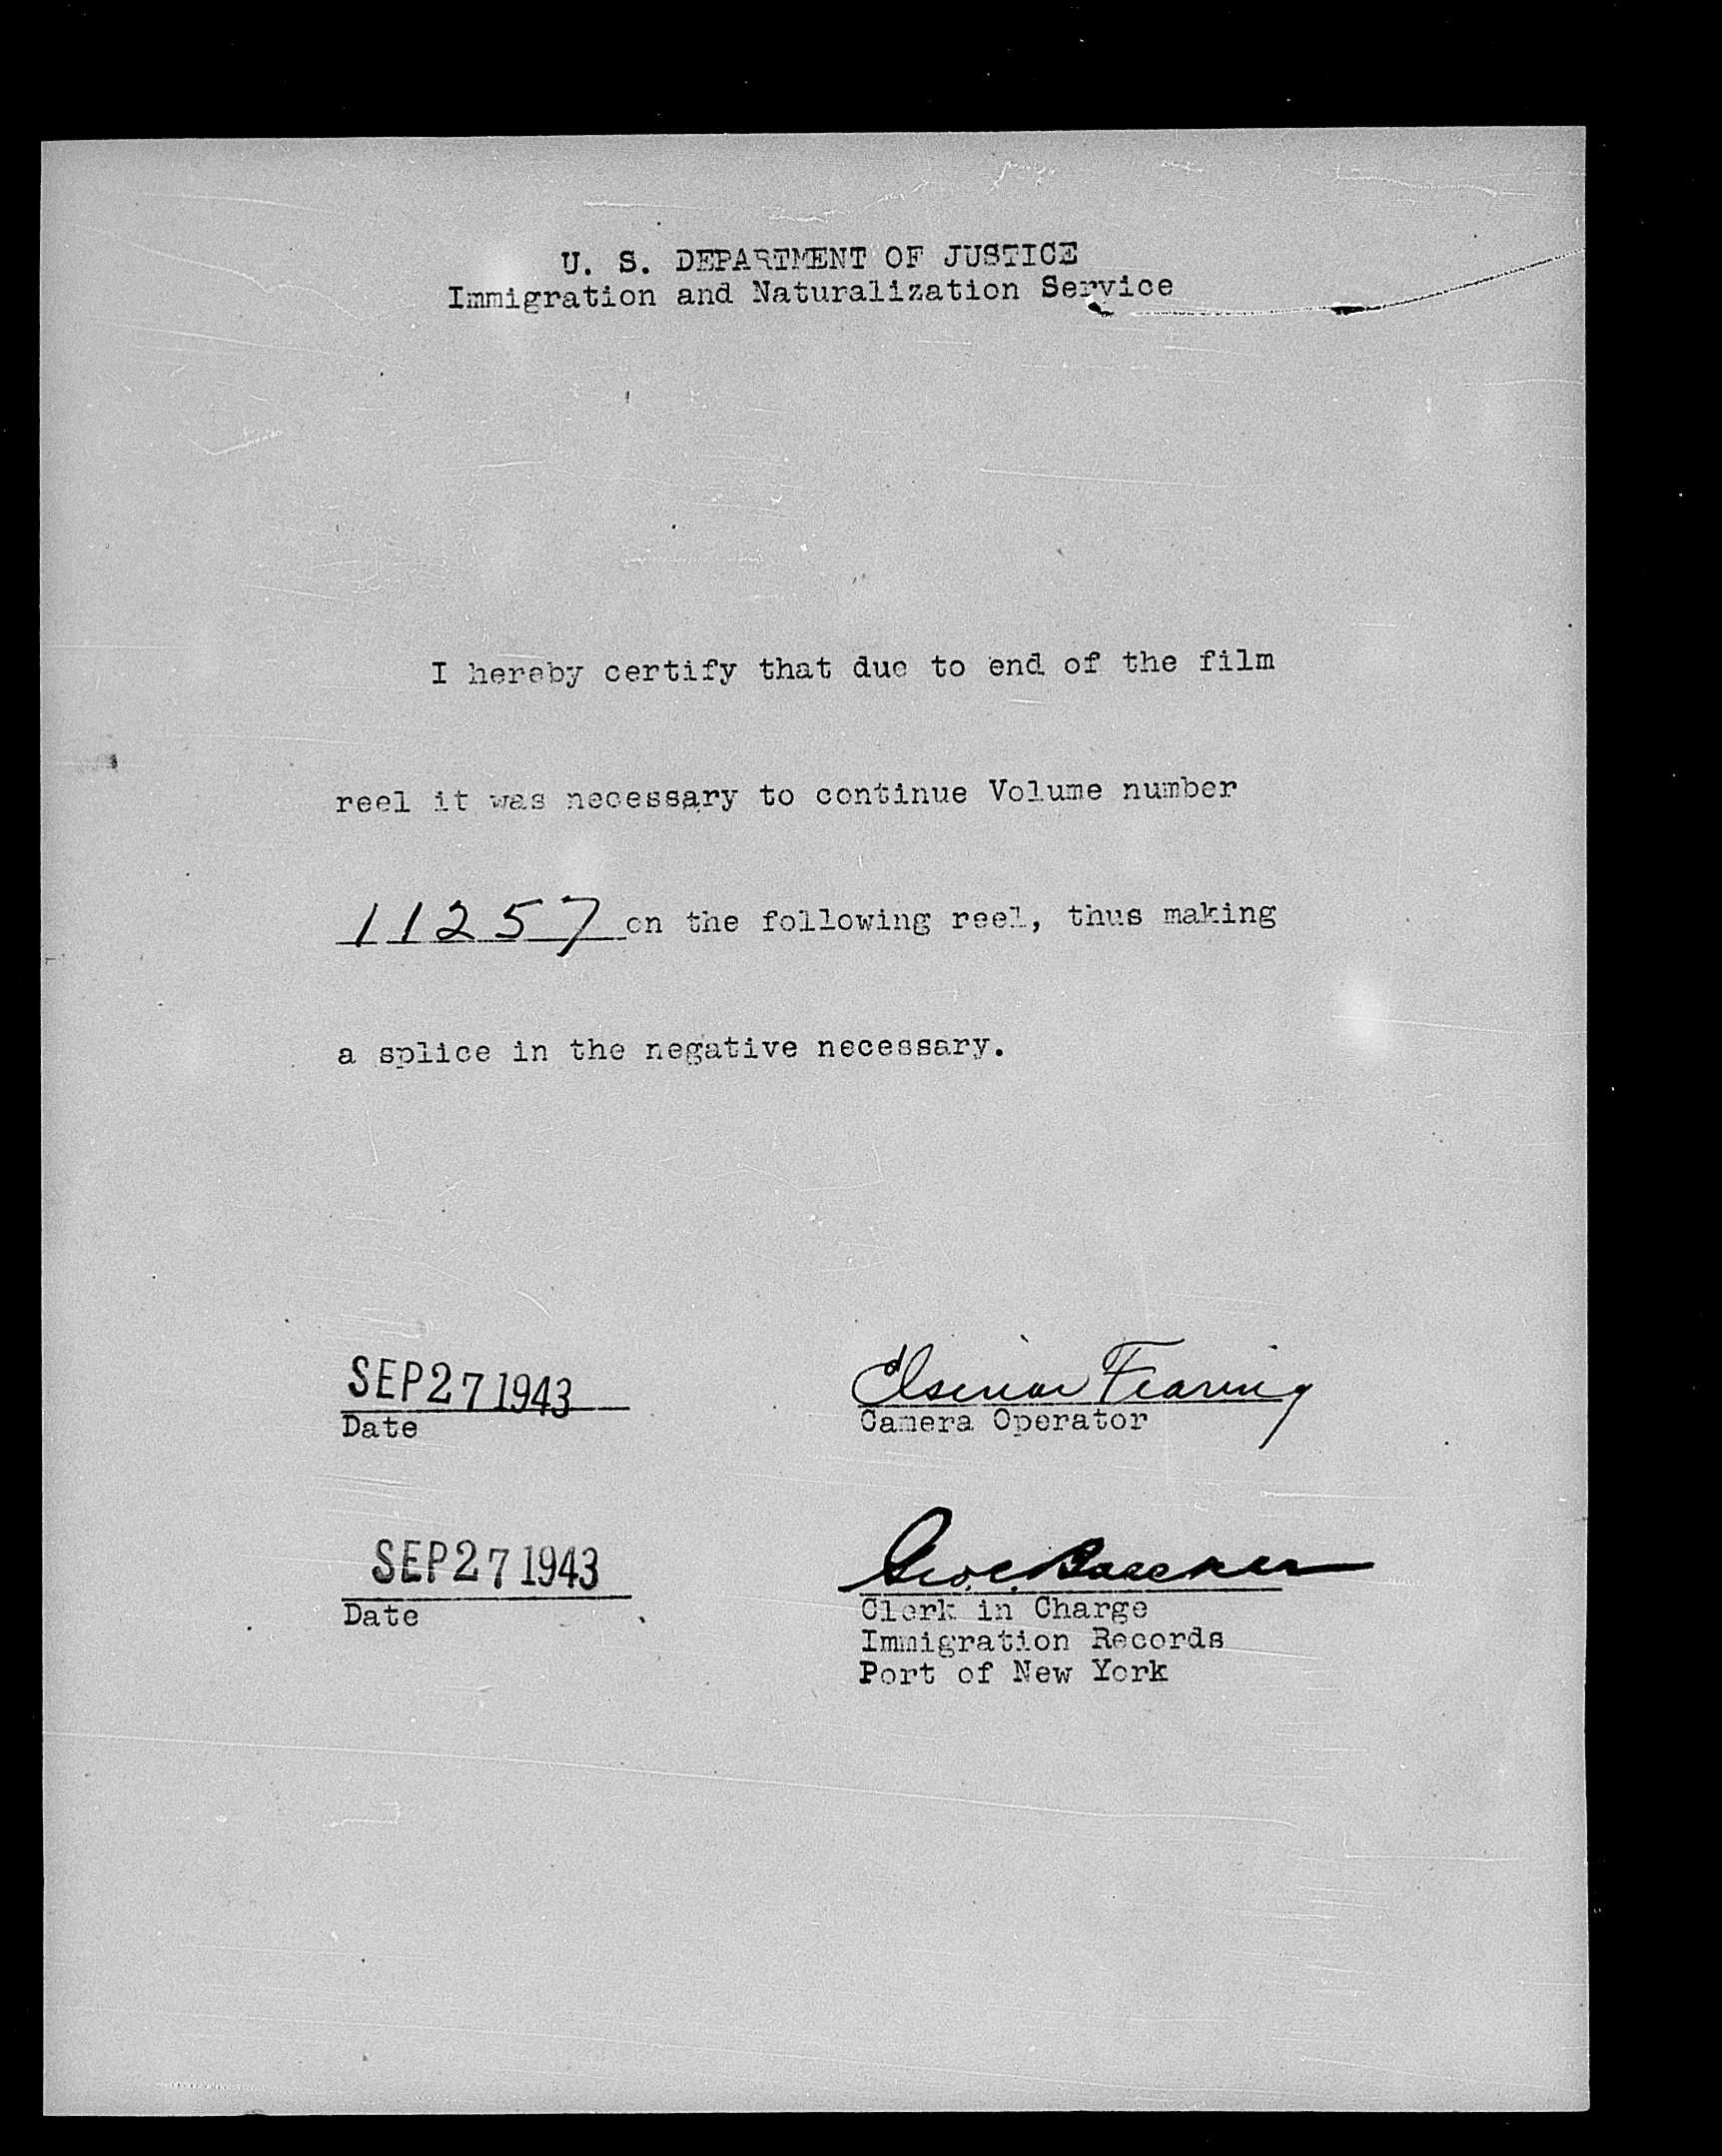 U. S. DEPARTMENT OF JUSTICE
Immigration and Naturalization Service
I hereby certify that due to end of the film
reel it was necessary to continue Volume number
11257 on the following reel, thus making
a splice in the negative necessary.
SEP 27 1943
Date
Fearing
Camera Operator
SEP 27 1943
Date
Geo. C.
Clerk in Charge
Immigration Records
Port of New York